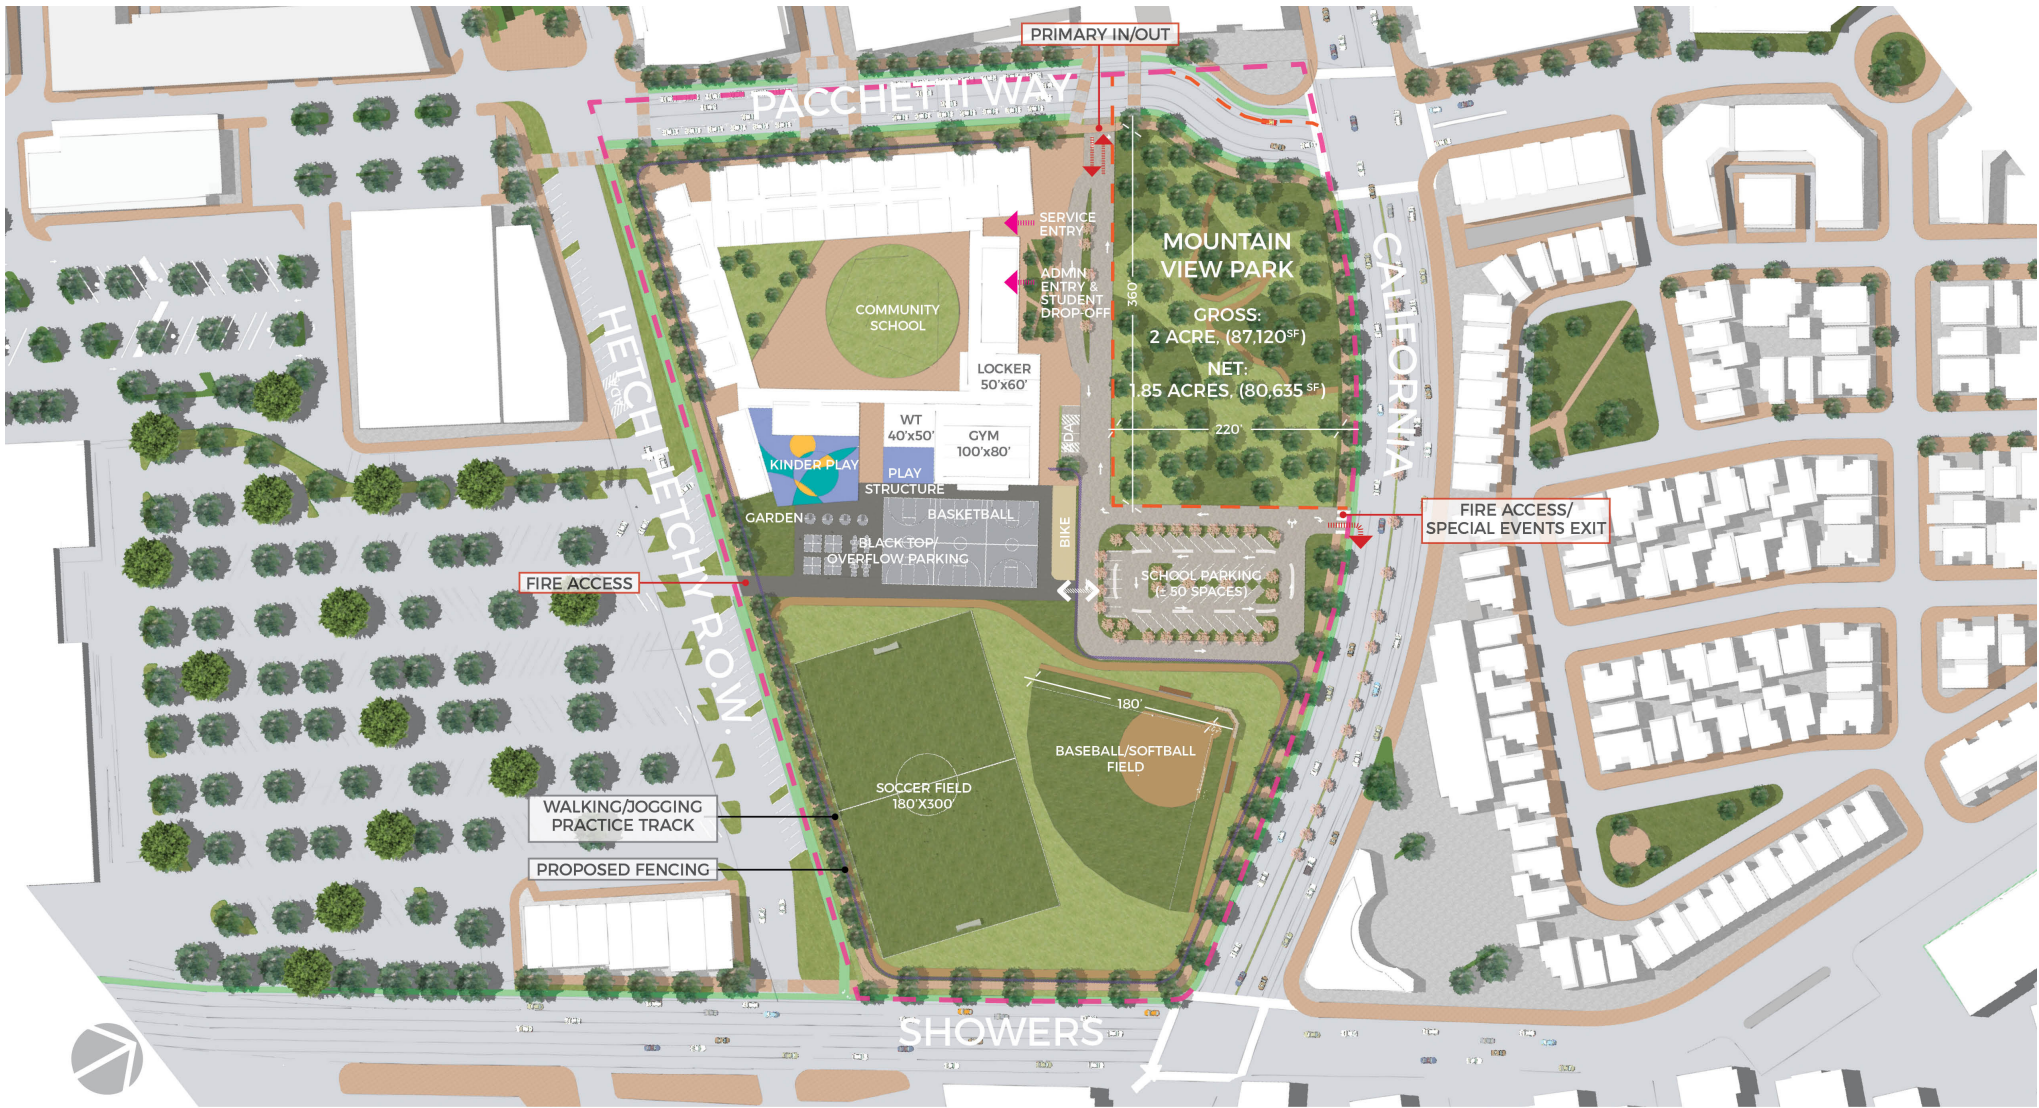 PRIMARY IN/OUT
PACCHETTI WAY
SERVICE
ENTRY
ADMIN
ENTRY &
STUDENT
DROP-OFF
MOUNTAIN
VIEW PARK
GROSS:
2 ACRE, (87,120SF)
NET:
1.85 ACRES, (80,635 SF)
360'
220'
CALIFORNIA
COMMUNITY
SCHOOL
LOCKER
50'x60'
WT
40'x50'
GYM
100'x80'
ADA
ADA
HETCH HETCHY R.O.W.
KINDER PLAY
PLAY
STRUCTURE
GARDEN
BASKETBALL
BLACK TOP/
OVERFLOW PARKING
BIKE
FIRE ACCESS/
SPECIAL EVENTS EXIT
SCHOOL PARKING
(± 50 SPACES)
FIRE ACCESS
180'
BASEBALL/SOFTBALL
FIELD
SOCCER FIELD
180'X300'
WALKING/JOGGING
PRACTICE TRACK
PROPOSED FENCING
SHOWERS